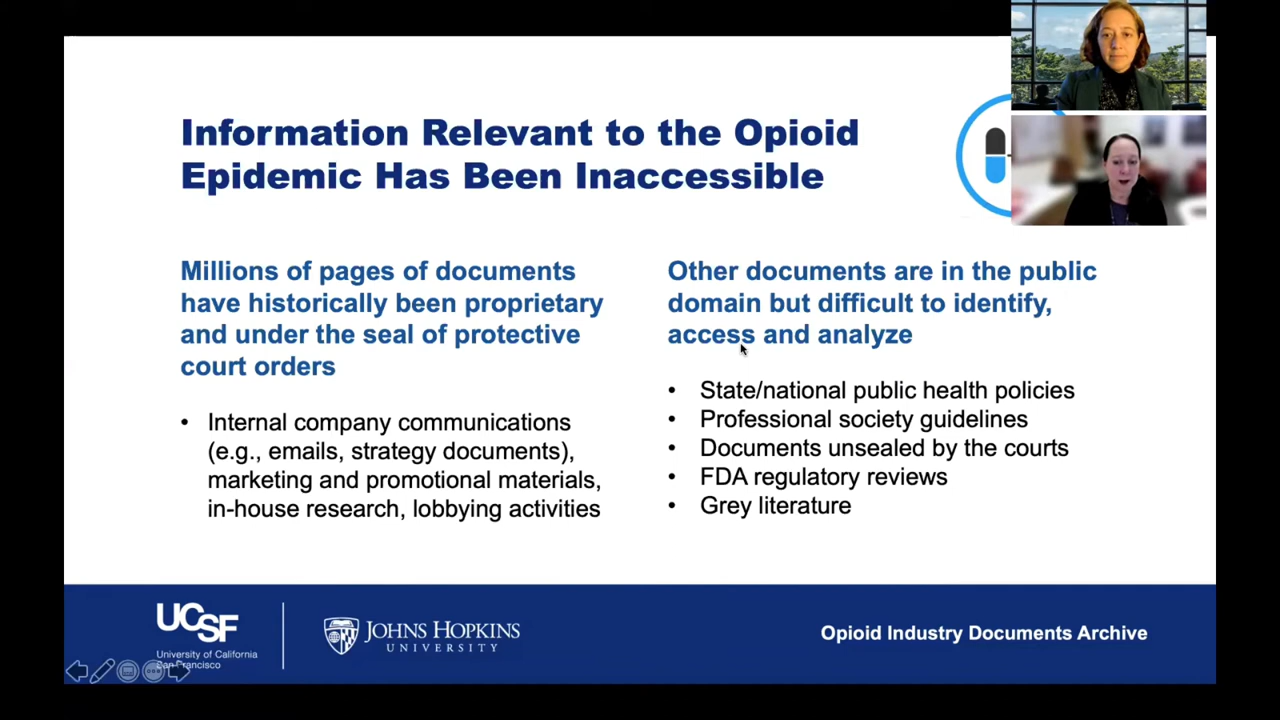 Information Relevant to the Opioid
Epidemic Has Been Inaccessible
Millions of pages of documents
have historically been proprietary
and under the seal of protective
court orders
• Internal company communications
(e.g., emails, strategy documents),
marketing and promotional materials,
in-house research, lobbying activities
Other documents are in the public
domain but difficult to identify,
access and analyze
• State/national public health policies
• Professional society guidelines
• Documents unsealed by the courts
• FDA regulatory reviews
• Grey literature
UCSF
University of California
San Francisco
JOHNS HOPKINS
UNIVERSITY
Opioid Industry Documents Archive